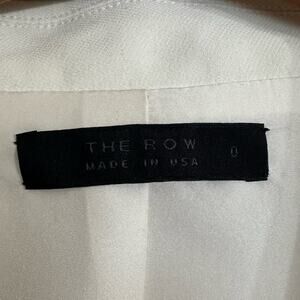 THE ROW
MADE IN USA
0